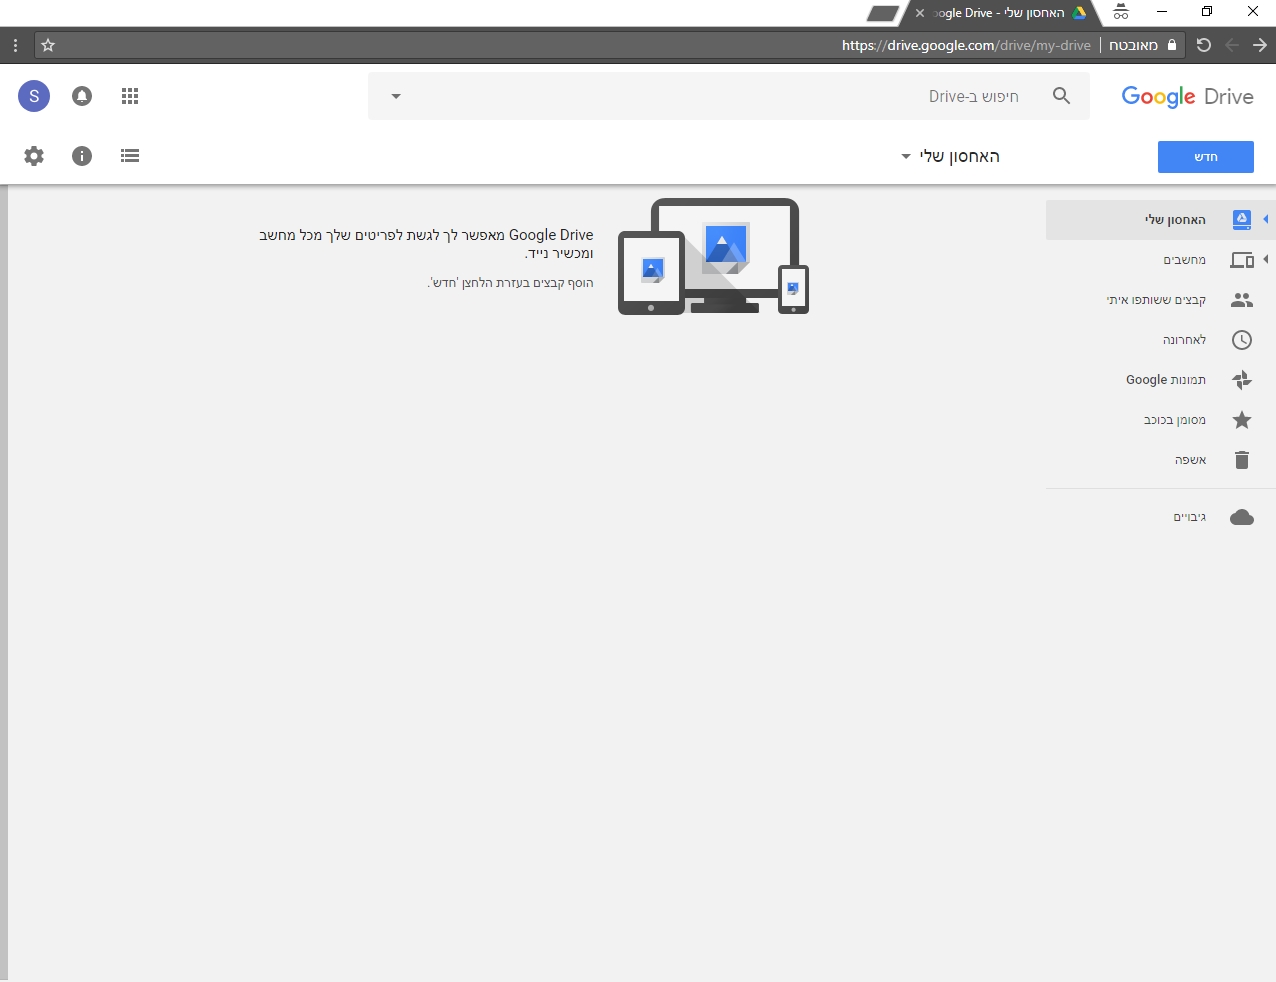 האחסון שלי - oogle Drive
https://drive.google.com/drive/my-drive | מאובטח
Google Drive
חיפוש ב-Drive
S
חדש
האחסון שלי
האחסון שלי
מחשבים
קבצים ששותפו איתי
לאחרונה
תמונות Google
מסומן בכוכב
אשפה
גיבויים
Google Drive מאפשר לך לגשת לפריטים שלך מכל מחשב
ומכשיר נייד.
הוסף קבצים בעזרת הלחצן 'חדש'.